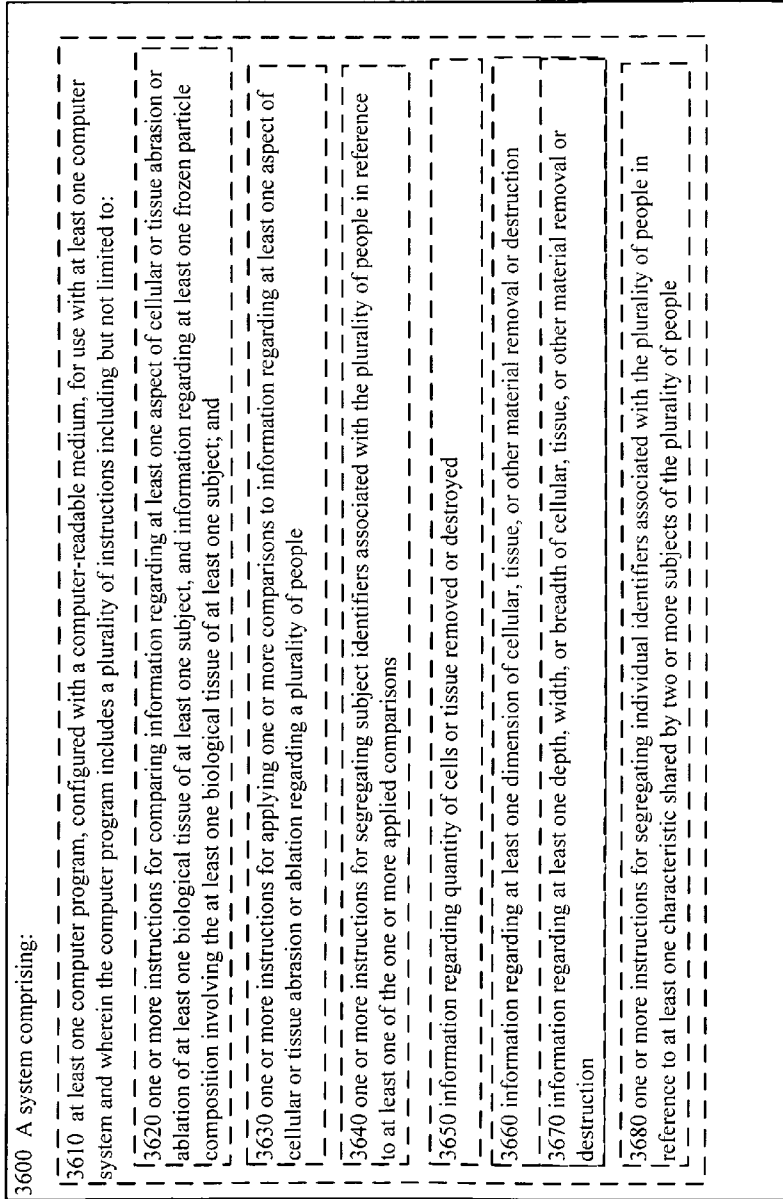 3600 A system comprising:
3610 at least one computer program, configured with a computer-readable medium, for use with at least one computer
system and wherein the computer program includes a plurality of instructions including but not limited to:
3620 one or more instructions for comparing information regarding at least one aspect of cellular or tissue abrasion or
ablation of at least one biological tissue of at least one subject, and information regarding at least one frozen particle
composition involving the at least one biological tissue of at least one subject; and
3630 one or more instructions for applying one or more comparisons to information regarding at least one aspect of
cellular or tissue abrasion or ablation regarding a plurality of people
3640 one or more instructions for segregating subject identifiers associated with the plurality of people in reference
to at least one of the one or more applied comparisons
3650 information regarding quantity of cells or tissue removed or destroyed
3660 information regarding at least one dimension of cellular, tissue, or other material removal or destruction
3670 information regarding at least one depth, width, or breadth of cellular, tissue, or other material removal or
destruction
3680 one or more instructions for segregating individual identifiers associated with the plurality of people in
reference to at least one characteristic shared by two or more subjects of the plurality of people